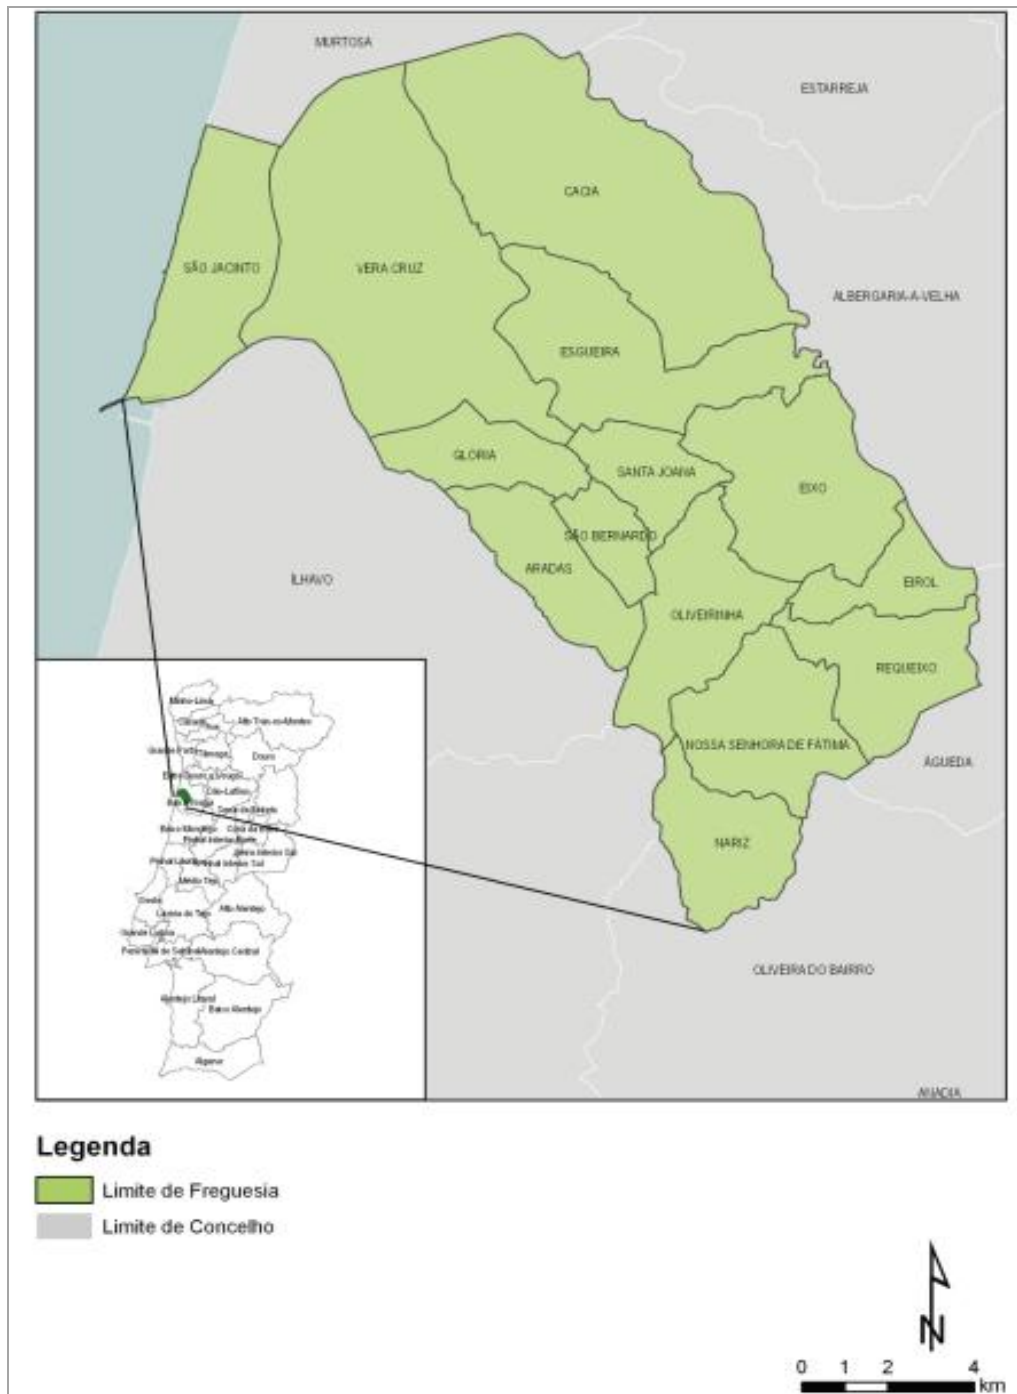 MURTOSA
ESTARREJA
CACIA
SÃO JACINTO
VERA CRUZ
ALBERGARIA-A-VELHA
ESGUEIRA
GLORIA
SANTA JOANA
EIXO
SÃO BERNARDO
ARADAS
ÍLHAVO
EIROL
OLIVEIRINHA
REQUEIXO
NOSSA SENHORA DE FÁTIMA
ÁGUEDA
NARIZ
OLIVEIRA DO BAIRRO
ANADIA
Minho-Lima
Alto Trás-os-Montes
Douro
Médio Tejo
Oeste
Lezíria do Tejo
Alto Alentejo
Alentejo Central
Alentejo Litoral
Baixo Alentejo
Algarve
Legenda
Limite de Freguesia
Limite de Concelho
N
0 1 2 4
km